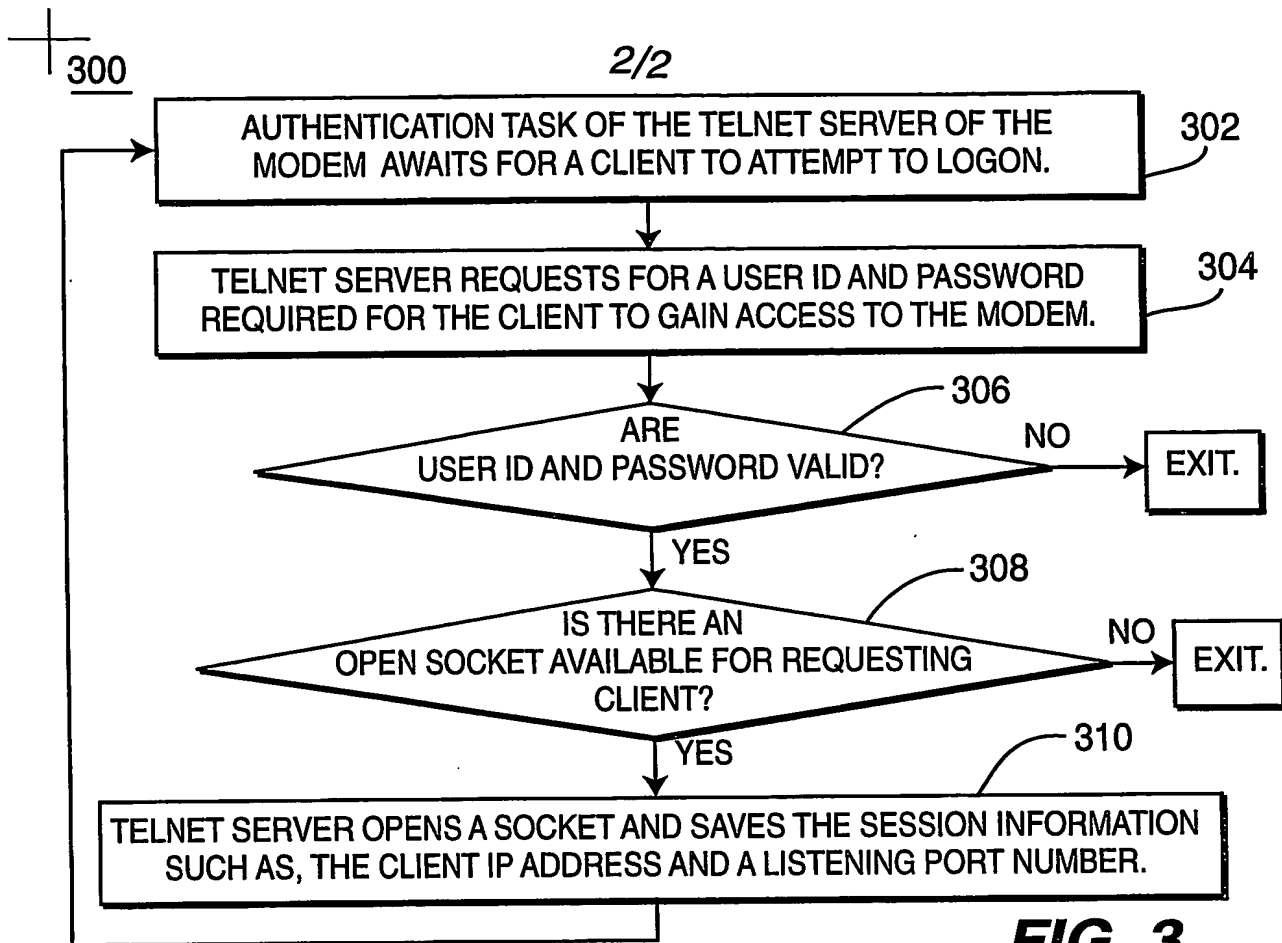 300
2/2
AUTHENTICATION TASK OF THE TELNET SERVER OF THE
MODEM AWAITS FOR A CLIENT TO ATTEMPT TO LOGON.
302
TELNET SERVER REQUESTS FOR A USER ID AND PASSWORD
REQUIRED FOR THE CLIENT TO GAIN ACCESS TO THE MODEM.
304
306
ARE
USER ID AND PASSWORD VALID?
NO
EXIT.
YES
308
IS THERE AN
OPEN SOCKET AVAILABLE FOR REQUESTING
CLIENT?
NO
EXIT.
YES
310
TELNET SERVER OPENS A SOCKET AND SAVES THE SESSION INFORMATION
SUCH AS, THE CLIENT IP ADDRESS AND A LISTENING PORT NUMBER.
FIG. 3